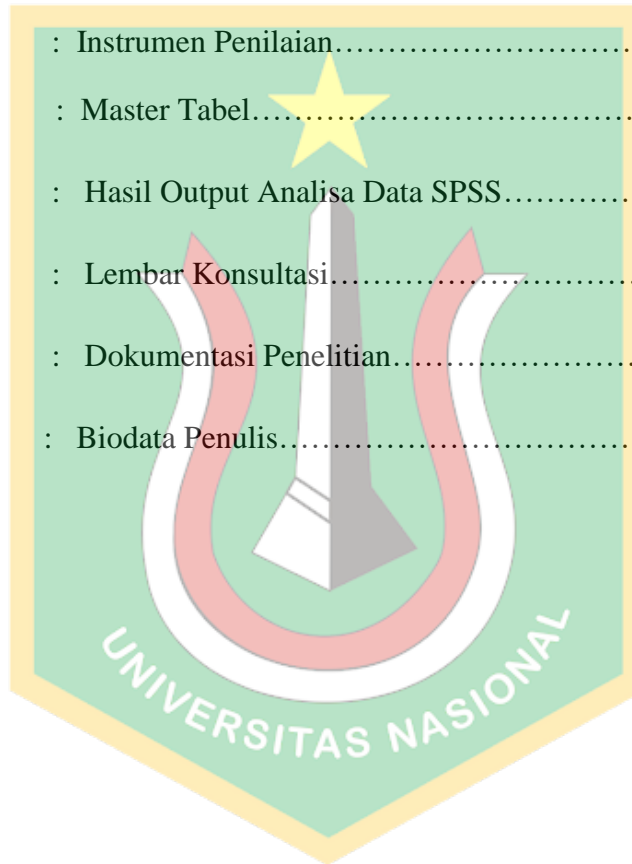 : Instrumen Penilaian……………………………
: Master Tabel……………………………………
: Hasil Output Analisa Data SPSS……………
: Lembar Konsultasi……………………………
: Dokumentasi Penelitian………………………
: Biodata Penulis…………………………………
UNIVERSITAS NASIONAL